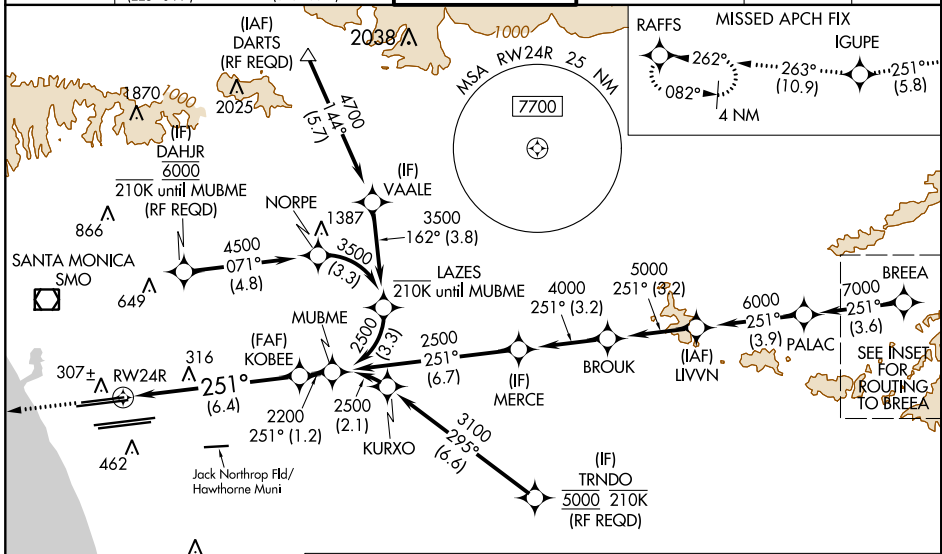 (IAF)
DARTS
(RF REQD)
2038
1000
MSA RW24R 25 NM
7700
MISSED APCH FIX
RAFFS
IGUPE
262°
082°
4 NM
263°
(10.9)
251°
(5.8)
1870
1000
2025
4700
144°
(5.7)
(IF)
DAHJR
6000
210K until MUBME
(RF REQD)
(IF)
VAALE
3500
162° (3.8)
NORPE
1387
866
4500
071°
(4.8)
3500
(3.3)
SANTA MONICA
SMO
649
LAZES
210K until MUBME
2500
(3.3)
MUBME
4000
251° (3.2)
5000
251° (3.2)
6000
251°
(3.9)
7000
251°
(3.6)
BREEA
PALAC
SEE INSET
FOR
ROUTING
TO BREEA
(IAF)
LIVVN
BROUK
2500
251°
(6.7)
(IF)
MERCE
(FAF)
KOBEE
316
307±
RW24R
251°
(6.4)
2200
251° (1.2)
2500
(2.1)
KURXO
3100
295°
(6.6)
(IF)
TRNDO
5000 210K
(RF REQD)
462
Jack Northrop Fld/
Hawthorne Muni